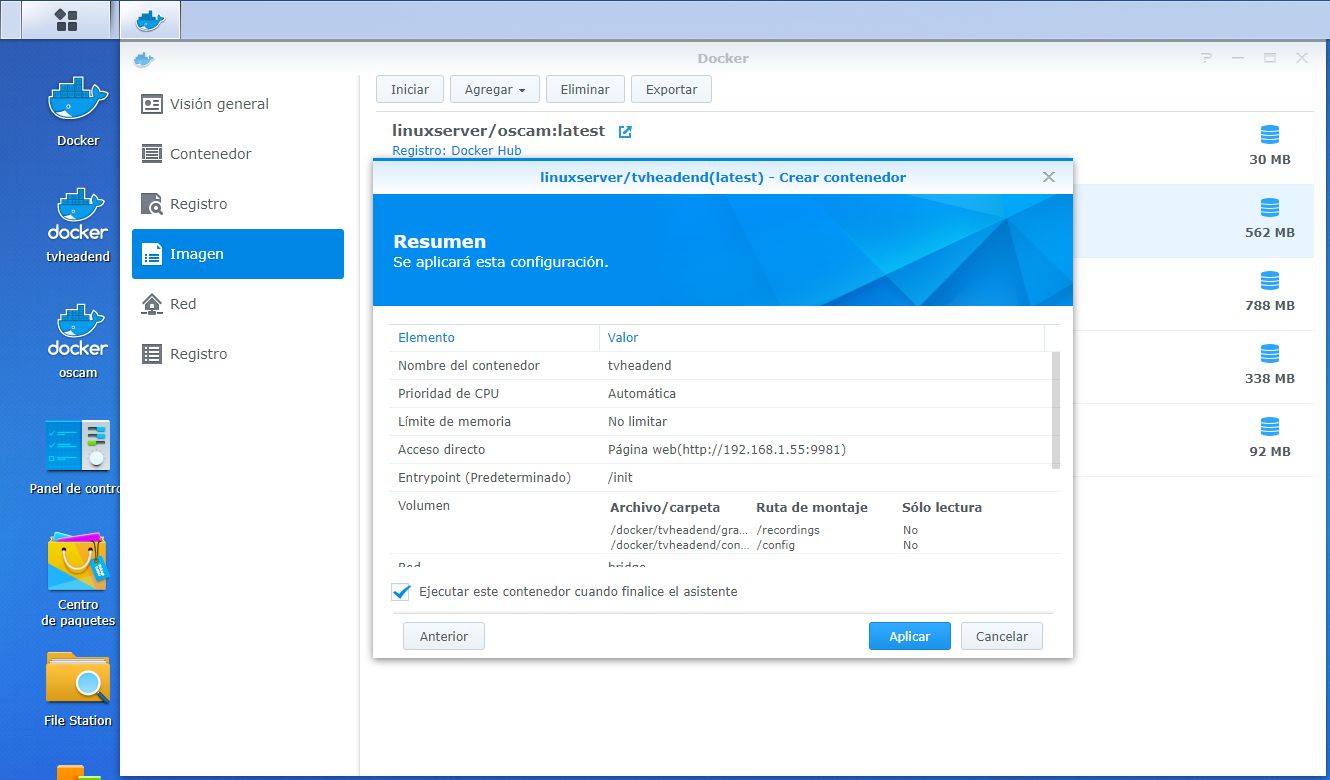 Docker
Docker
docker
tvheadend
docker
oscam
Panel de contro
Centro
de paquetes
File Station
Visión general
Contenedor
Registro
Imagen
Red
Registro
Iniciar
Agregar
Eliminar
Exportar
linuxserver/oscam:latest
Registro: Docker Hub
30 MB
562 MB
788 MB
338 MB
92 MB
linuxserver/tvheadend(latest) - Crear contenedor
Resumen
Se aplicará esta configuración.
Elemento Valor
Nombre del contenedor tvheadend
Prioridad de CPU Automática
Límite de memoria No limitar
Acceso directo Página web(http://192.168.1.55:9981)
Entrypoint (Predeterminado) /init
Volumen Archivo/carpeta Ruta de montaje Sólo lectura
/docker/tvheadend/gra... /recordings No
/docker/tvheadend/con... /config No
Red bridge
Ejecutar este contenedor cuando finalice el asistente
Anterior
Aplicar
Cancelar